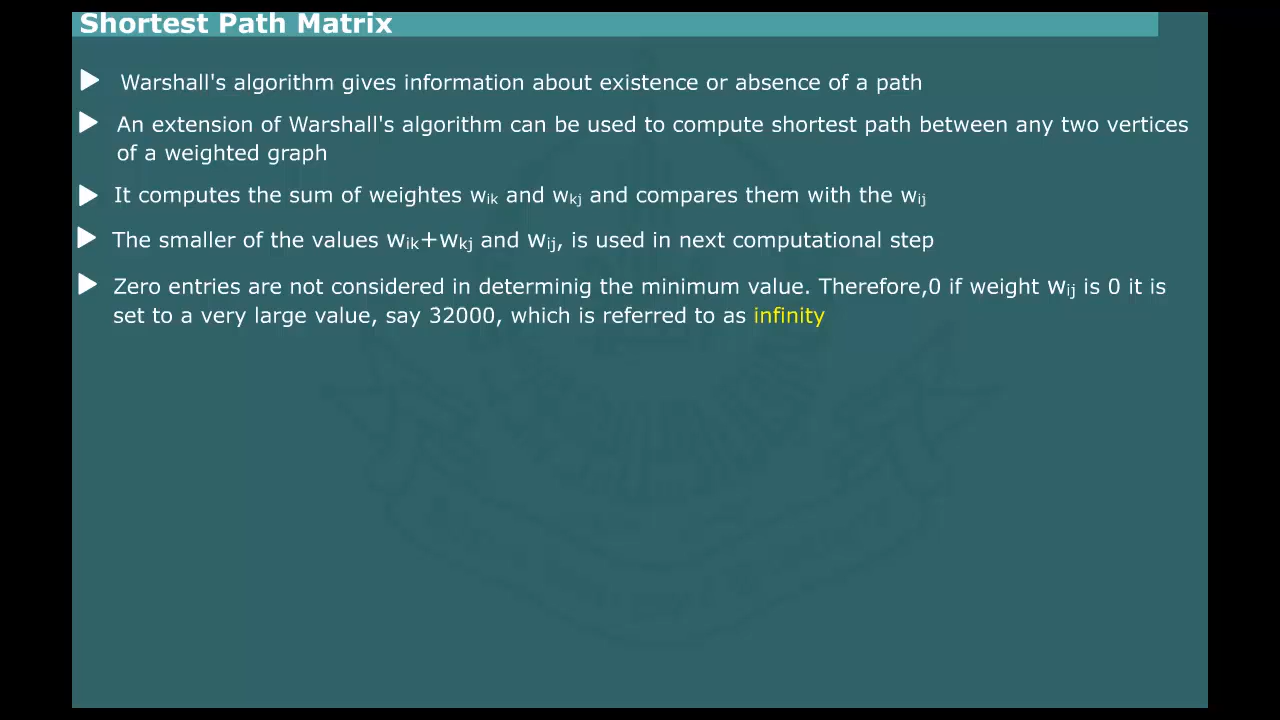 Shortest Path Matrix
Warshall's algorithm gives information about existence or absence of a path
An extension of Warshall's algorithm can be used to compute shortest path between any two vertices
of a weighted graph
It computes the sum of weightes wik and wkj and compares them with the wij
The smaller of the values wik+wkj and wij, is used in next computational step
Zero entries are not considered in determinig the minimum value. Therefore,0 if weight wij is 0 it is
set to a very large value, say 32000, which is referred to as infinity